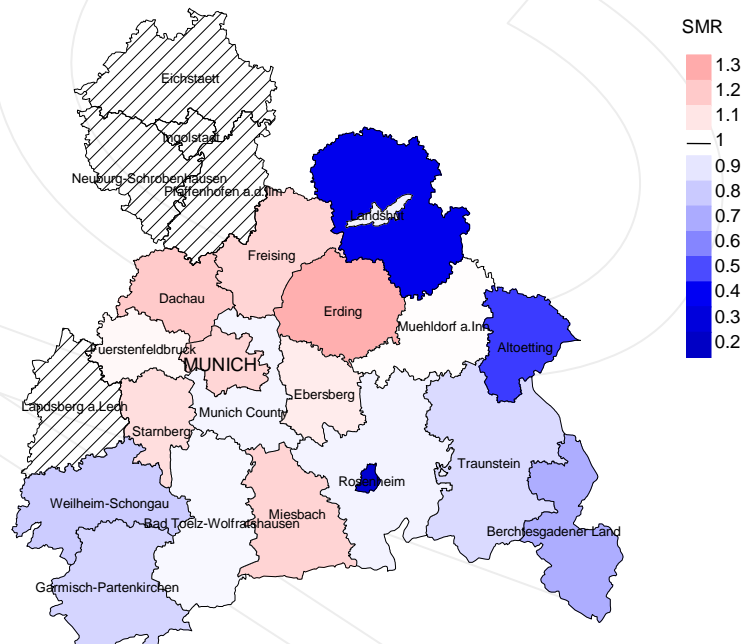 SMR
1.3
1.2
1.1
1
0.9
0.8
0.7
0.6
0.5
0.4
0.3
0.2
Eichstaett
Ingolstadt
Neuburg-Schrobenhausen
Pfaffenhofen a.d.Ilm
Landshut
Freising
Dachau
Erding
Muehldorf a.Inn
Altoetting
Fuerstenfeldbruck
MUNICH
Ebersberg
Landsberg a.Lech
Munich County
Starnberg
Traunstein
Rosenheim
Weilheim-Schongau
Miesbach
Bad Toelz-Wolfratshausen
Berchtesgadener Land
Garmisch-Partenkirchen